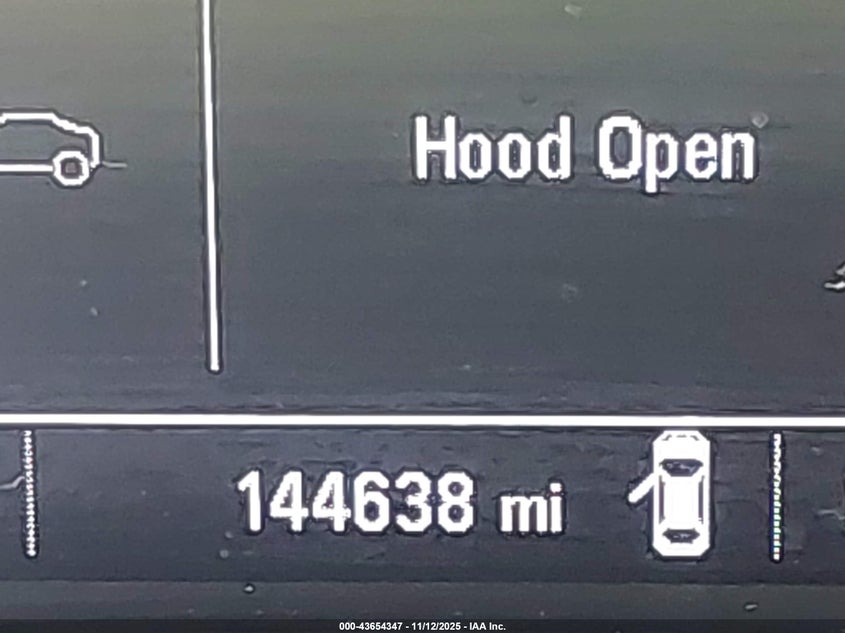 Hood Open
144638 mi
000-43654347 - 11/12/2025 - IAA Inc.